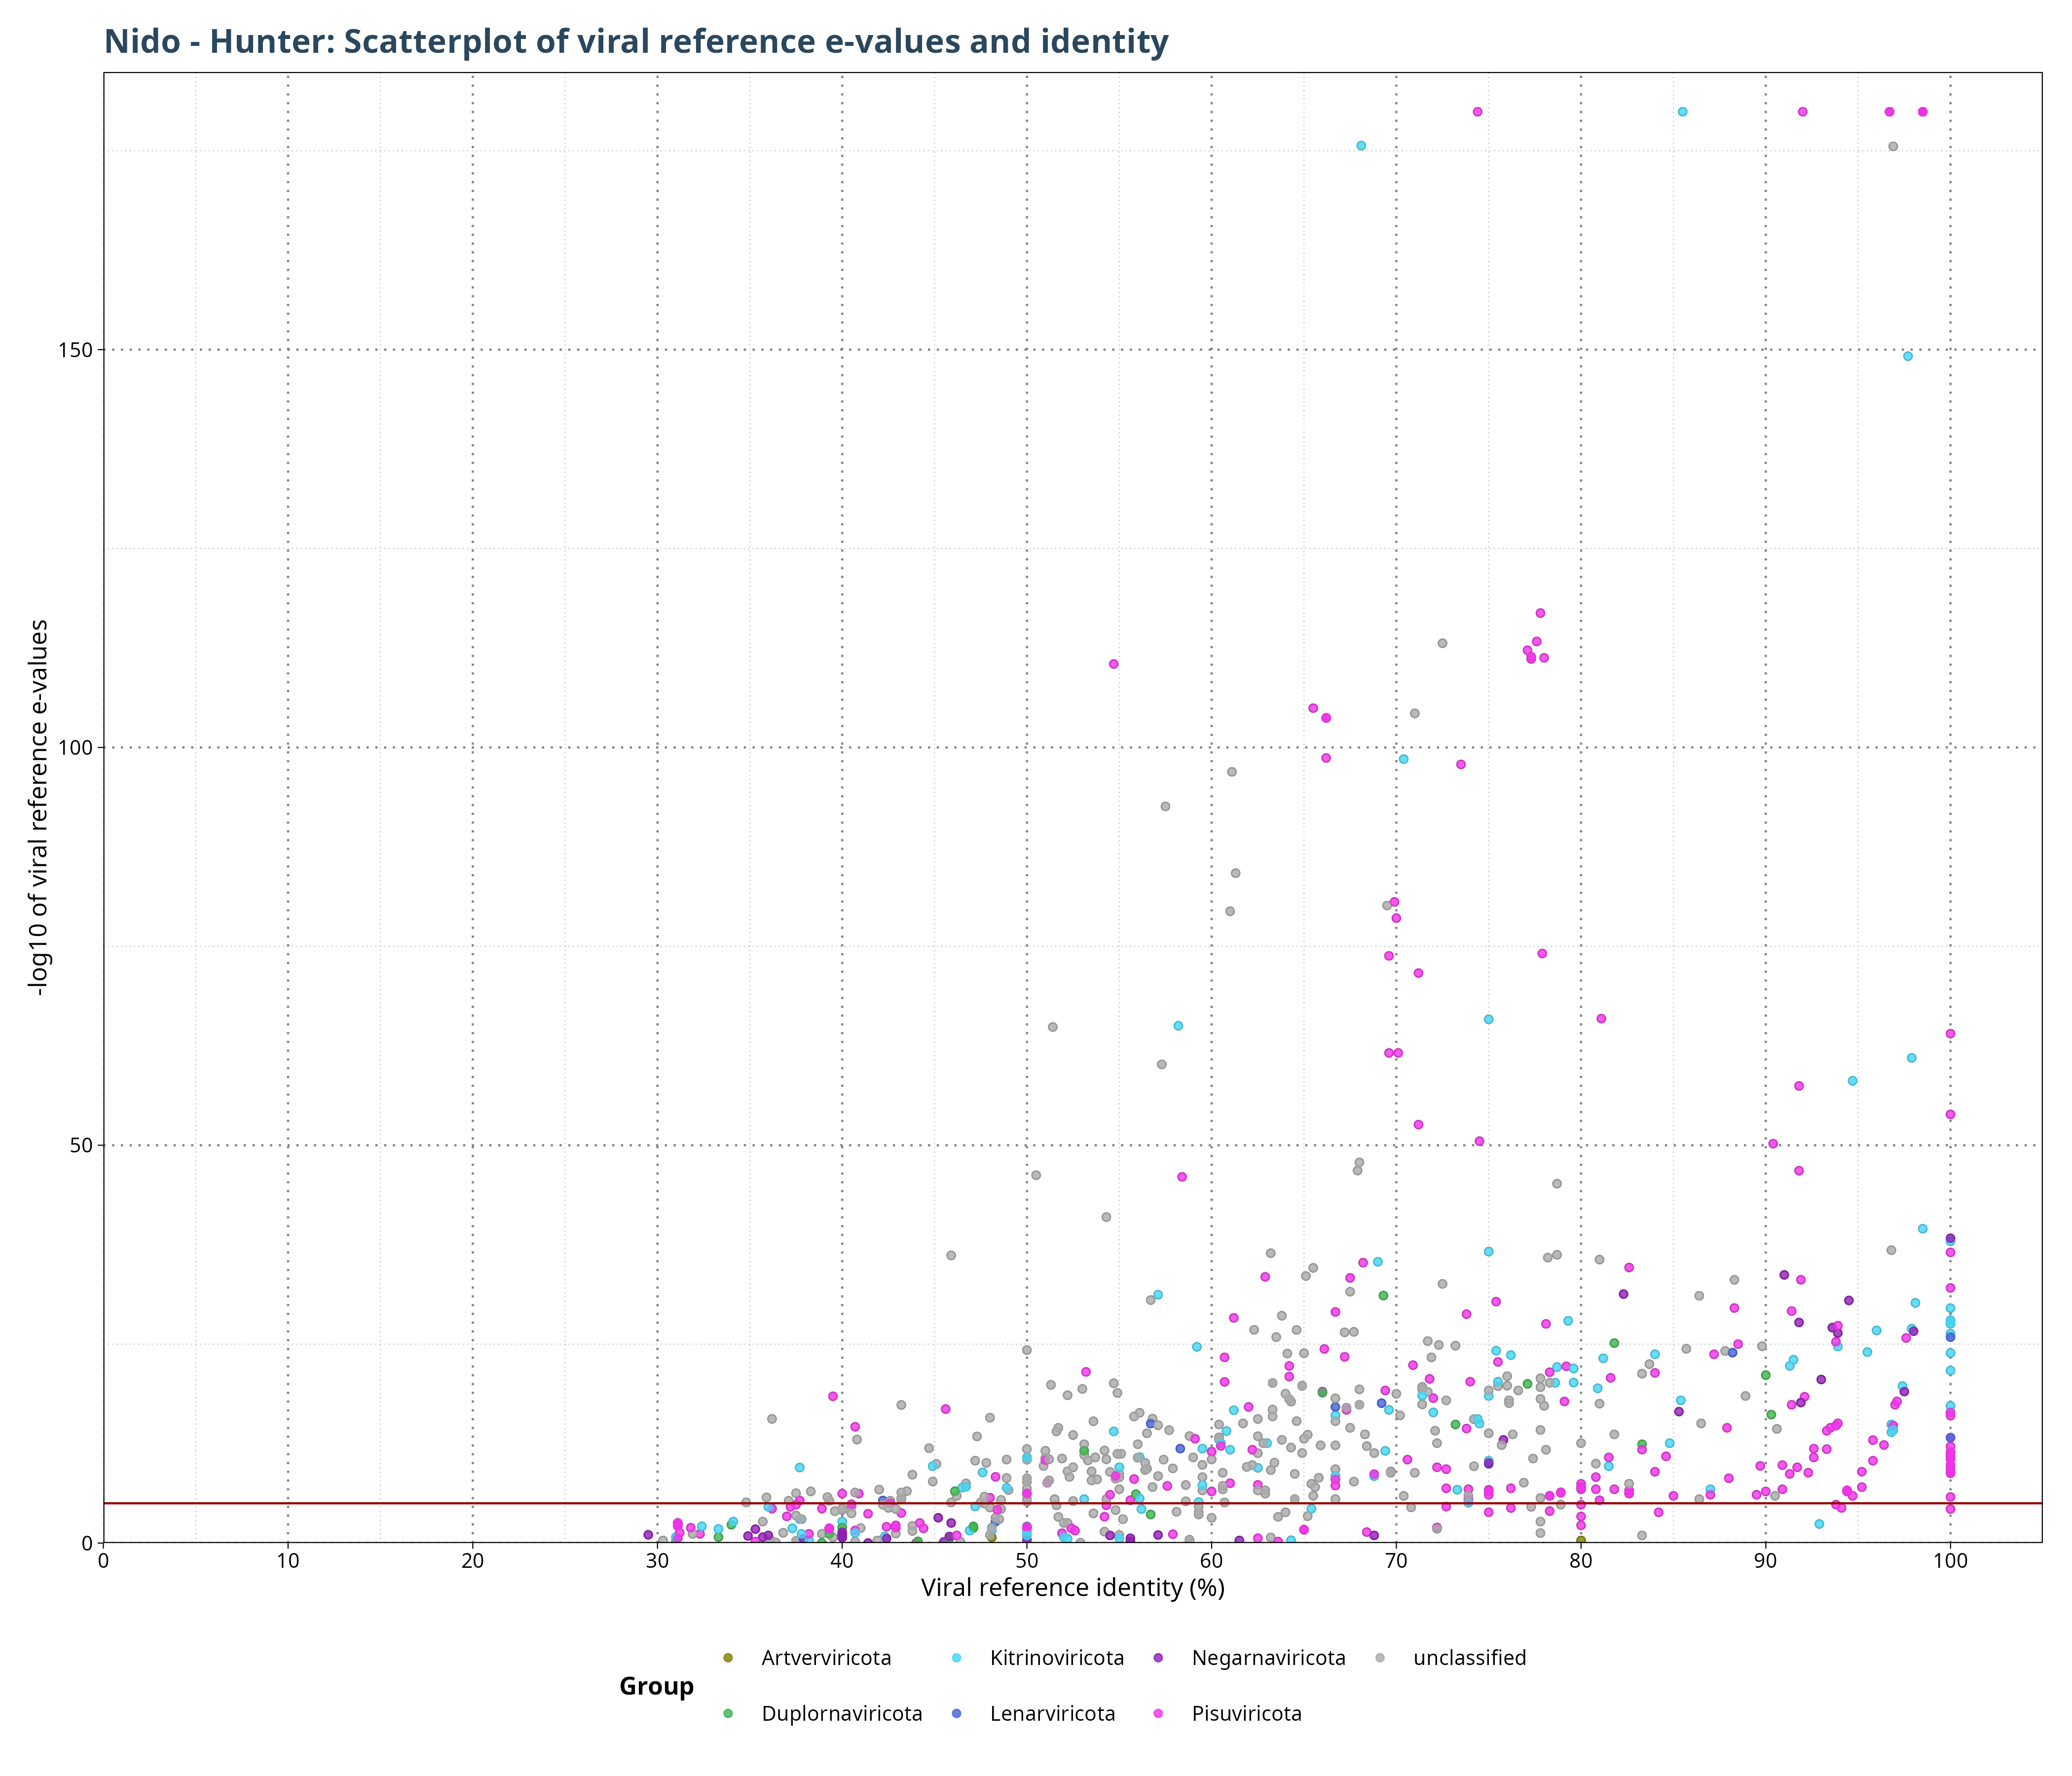 Nido - Hunter: Scatterplot of viral reference e-values and identity
-log10 of viral reference e-values
150
100
50
0
0 10 20 30 40 50 60 70 80 90 100
Viral reference identity (%)
Group
Artverviricota Kitrinoviricota Negarnaviricota unclassified
Duplornaviricota Lenarviricota Pisuviricota